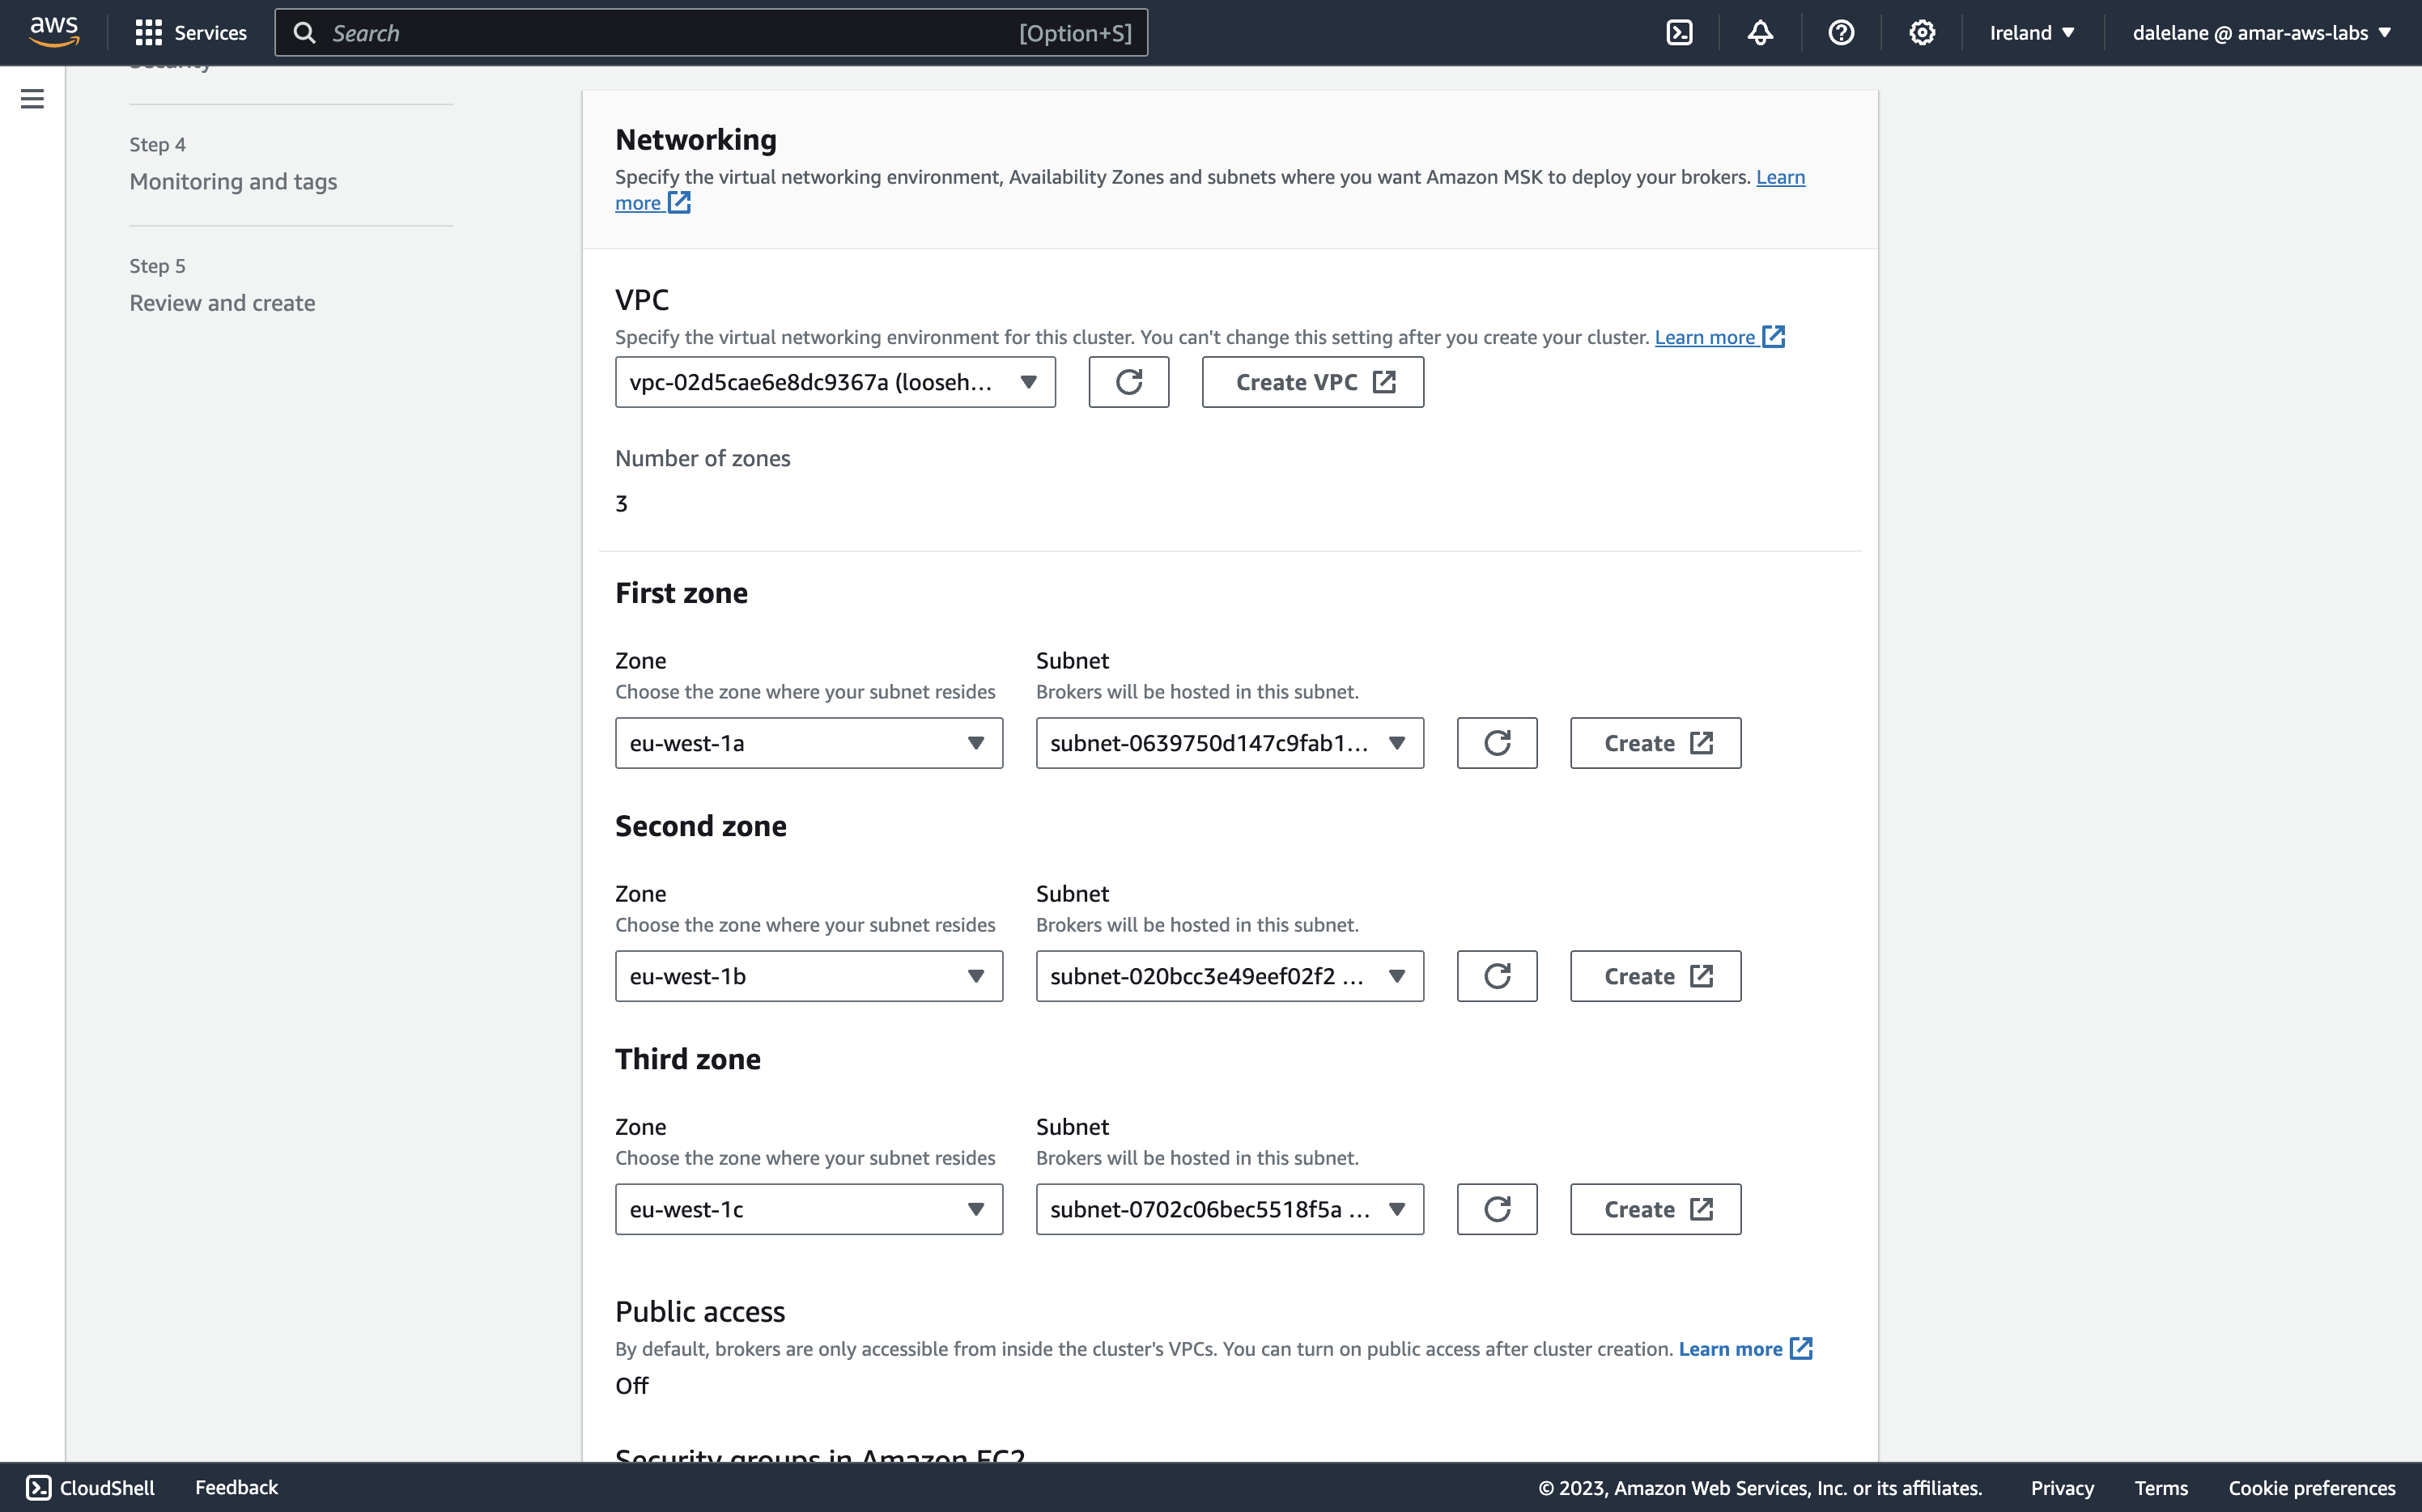 aws
Services
Search
[Option+S]
Ireland
dalelane @ amar-aws-labs
Security
Step 4
Monitoring and tags
Step 5
Review and create
Networking
Specify the virtual networking environment, Availability Zones and subnets where you want Amazon MSK to deploy your brokers. Learn
more
VPC
Specify the virtual networking environment for this cluster. You can't change this setting after you create your cluster. Learn more
vpc-02d5cae6e8dc9367a (looseh...
Create VPC
Number of zones
3
First zone
Zone
Choose the zone where your subnet resides
eu-west-1a
Subnet
Brokers will be hosted in this subnet.
subnet-0639750d147c9fab1...
Create
Second zone
Zone
Choose the zone where your subnet resides
eu-west-1b
Subnet
Brokers will be hosted in this subnet.
subnet-020bcc3e49eef02f2 ...
Create
Third zone
Zone
Choose the zone where your subnet resides
eu-west-1c
Subnet
Brokers will be hosted in this subnet.
subnet-0702c06bec5518f5a ...
Create
Public access
By default, brokers are only accessible from inside the cluster's VPCs. You can turn on public access after cluster creation. Learn more
Off
Security groups in Amazon EC2
CloudShell
Feedback
© 2023, Amazon Web Services, Inc. or its affiliates.
Privacy
Terms
Cookie preferences